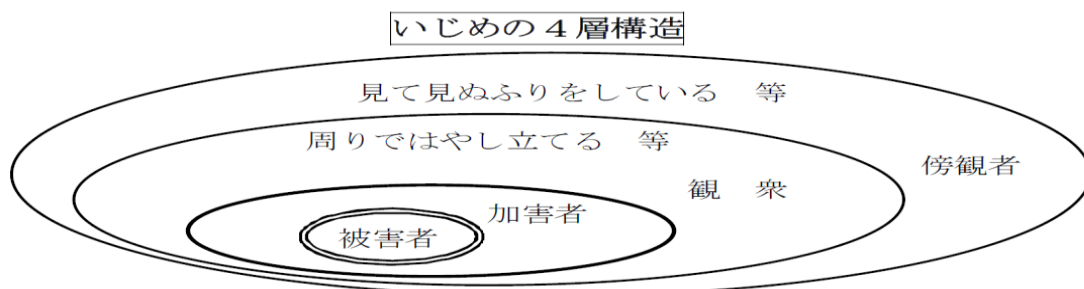 いじめの４層構造
見て見ぬふりをしている　等
周りではやし立てる　等
傍観者
観　衆
加害者
被害者